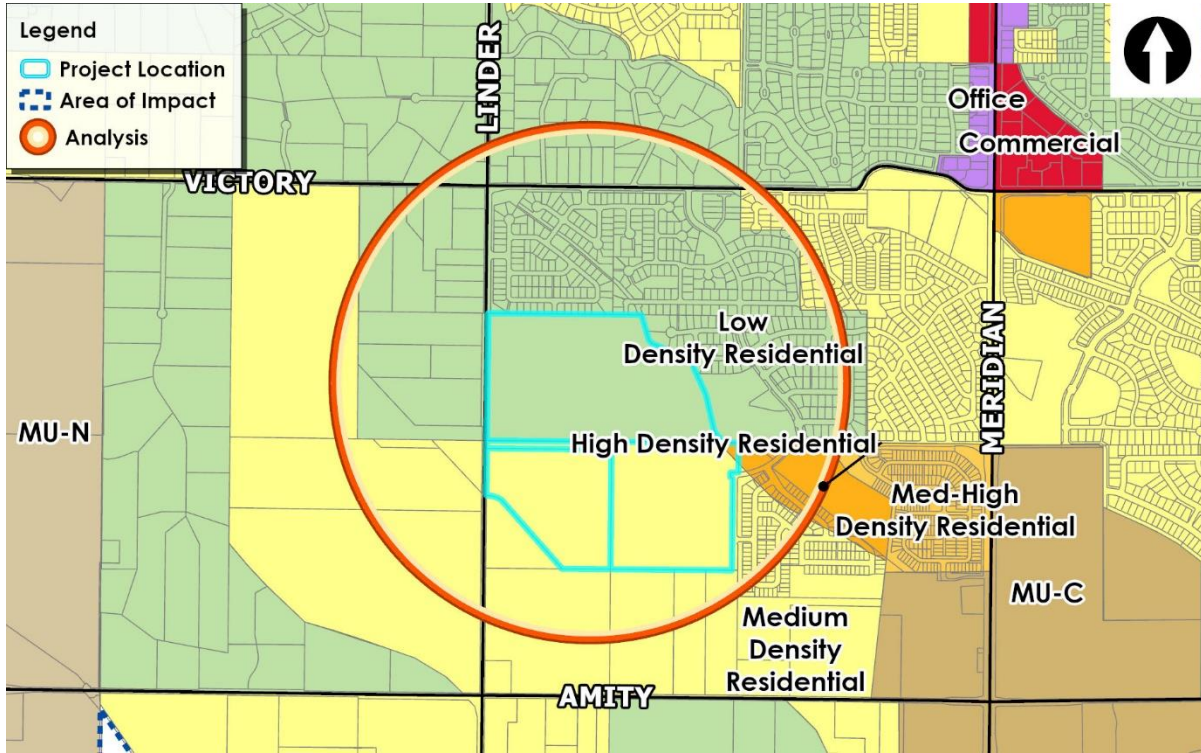 Legend
Project Location
Area of Impact
Analysis
LINDER
VICTORY
Office
Commercial
Low
Density Residential
MERIDIAN
MU-N
High Density Residential
Med-High
Density Residential
MU-C
Medium
Density
Residential
AMITY